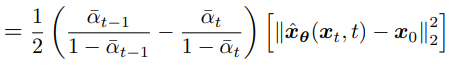 $= \frac{1}{2} \left( \frac{\bar{\alpha}_{t-1}}{1 - \bar{\alpha}_{t-1}} - \frac{\bar{\alpha}_t}{1 - \bar{\alpha}_t} \right) \left[ \| \hat{\boldsymbol{x}}_{\boldsymbol{\theta}}(\boldsymbol{x}_t, t) - \boldsymbol{x}_0 \|_2^2 \right]$